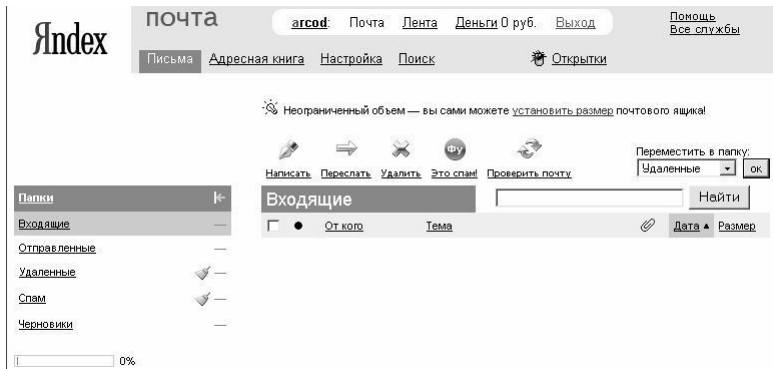 Яndex
почта
arcod: Почта Лента Деньги 0 руб. Выход
Помощь
Все службы
Письма Адресная книга Настройка Поиск Открытки
Неограниченный объем — вы сами можете установить размер почтового ящика!
Фу
Написать Переслать Удалить Это спам! Проверить почту
Переместить в папку:
Удаленные ок
Папки
Входящие
Отправленные
Удаленные
Спам
Черновики
0%
Входящие Найти
От кого Тема Дата Размер